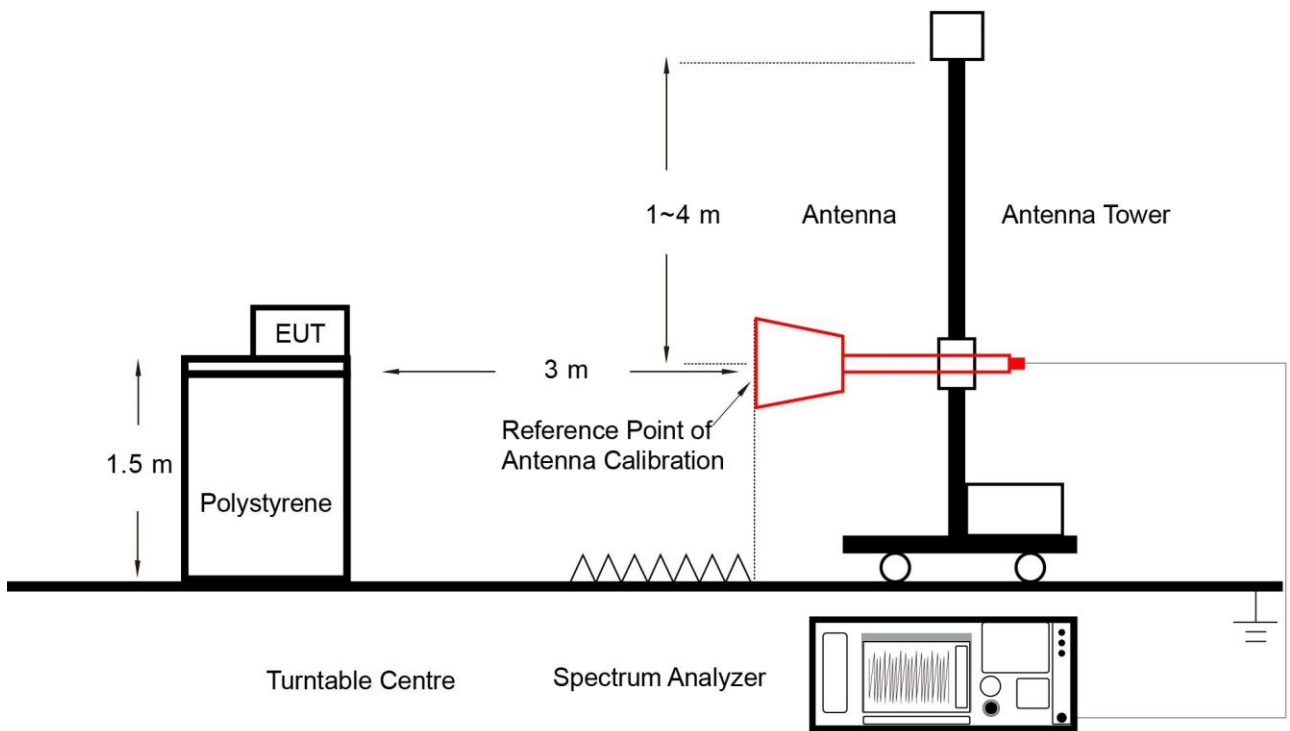 1~4 m
Antenna
Antenna Tower
EUT
3 m
Reference Point of
Antenna Calibration
1.5 m
Polystyrene
Turntable Centre
Spectrum Analyzer